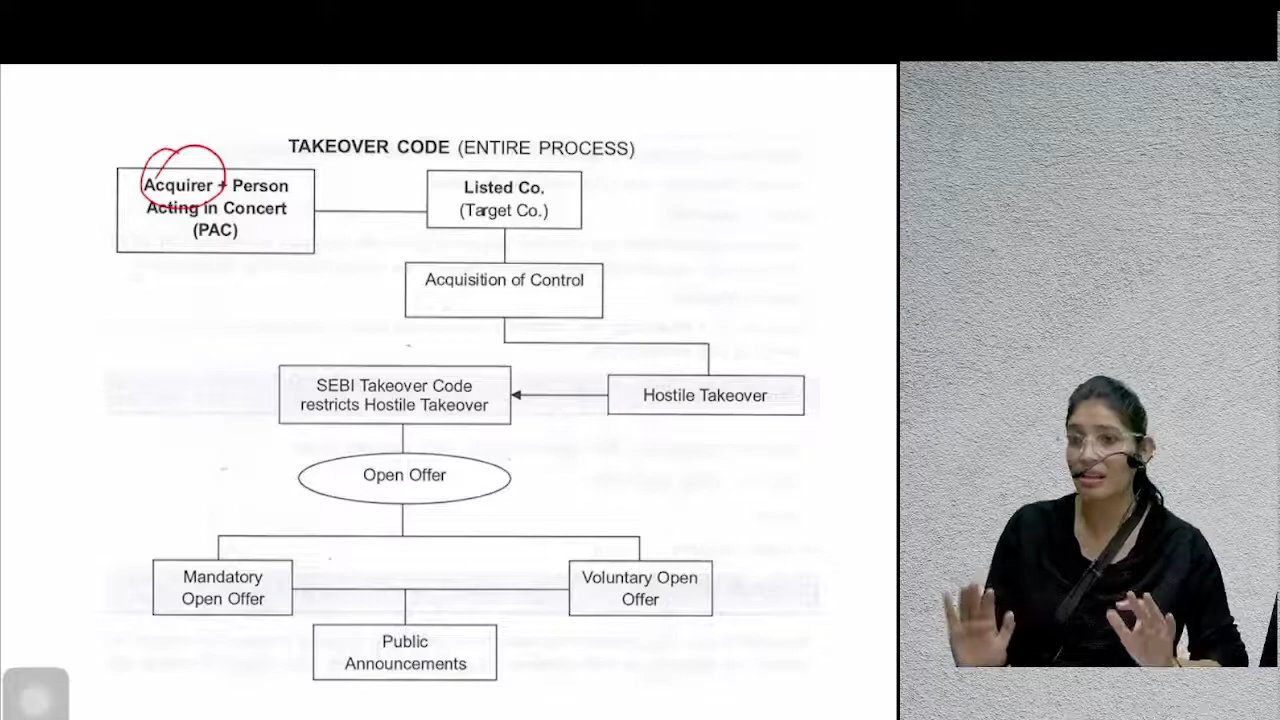 TAKEOVER CODE (ENTIRE PROCESS)
Acquirer + Person
Acting in Concert
(PAC)
Listed Co.
(Target Co.)
Acquisition of Control
SEBI Takeover Code
restricts Hostile Takeover
Hostile Takeover
Open Offer
Mandatory
Open Offer
Voluntary Open
Offer
Public
Announcements